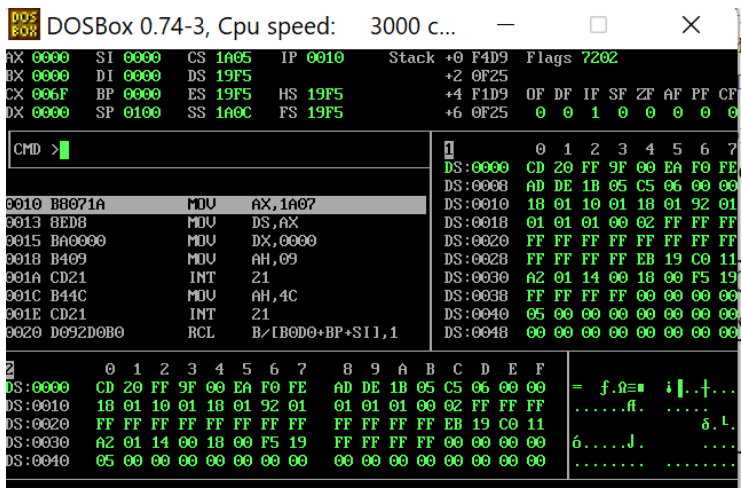 DOS BOX DOSBox 0.74-3, Cpu speed: 3000 c...
AX 0000 SI 0000 CS 1A05 IP 0010 Stack +0 F4D9 Flags 7202
BX 0000 DI 0000 DS 19F5 +2 0F25
CX 006F BP 0000 ES 19F5 HS 19F5 +4 F1D9 OF DF IF SF ZF AF PF CF
DX 0000 SP 0100 SS 1A0C FS 19F5 +6 0F25 0 0 1 0 0 0 0 0
CMD >
1 0 1 2 3 4 5 6 7
DS:0000 CD 20 FF 9F 00 EA F0 FE
DS:0008 AD DE 1B 05 C5 06 00 00
0010 B8071A MOV AX,1A07 DS:0010 18 01 10 01 18 01 92 01
0013 8ED8 MOV DS,AX DS:0018 01 01 01 00 02 FF FF FF
0015 BA0000 MOV DX,0000 DS:0020 FF FF FF FF FF FF FF FF
0018 B409 MOV AH,09 DS:0028 FF FF FF FF EB 19 C0 11
001A CD21 INT 21 DS:0030 A2 01 14 00 18 00 F5 19
001C B44C MOV AH,4C DS:0038 FF FF FF FF 00 00 00 00
001E CD21 INT 21 DS:0040 05 00 00 00 00 00 00 00
0020 D092D0B0 RCL B/[B0D0+BP+SI],1 DS:0048 00 00 00 00 00 00 00 00
2 0 1 2 3 4 5 6 7 8 9 A B C D E F
DS:0000 CD 20 FF 9F 00 EA F0 FE AD DE 1B 05 C5 06 00 00 = ƒ.Ω≡■ ¡▐..┼...
DS:0010 18 01 10 01 18 01 92 01 01 01 01 00 02 FF FF FF ......Æ. .....
DS:0020 FF FF FF FF FF FF FF FF FF FF FF FF EB 19 C0 11 δ.└.
DS:0030 A2 01 14 00 18 00 F5 19 FF FF FF FF 00 00 00 00 ó.....⌡. ....
DS:0040 05 00 00 00 00 00 00 00 00 00 00 00 00 00 00 00 ........ ........